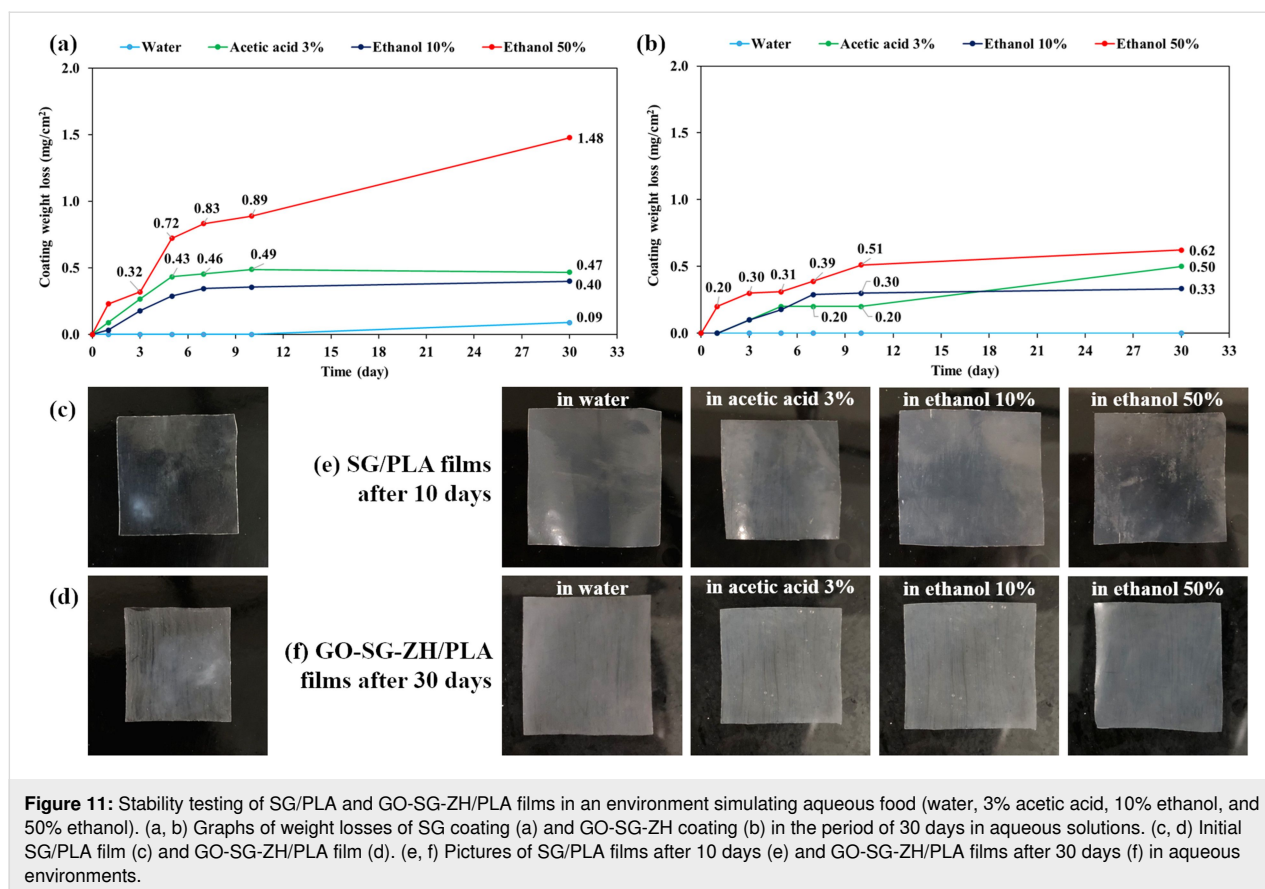 (a)
Water Acetic acid 3% Ethanol 10% Ethanol 50%
Coating weight loss (mg/cm²)
2.0
1.5
1.0
0.5
0.0
0.32
0.72
0.83
0.89
1.48
0.43
0.46
0.49
0.47
0.40
0.09
0 3 6 9 12 15 18 21 24 27 30 33
Time (day)
(b)
Water Acetic acid 3% Ethanol 10% Ethanol 50%
Coating weight loss (mg/cm²)
2.0
1.5
1.0
0.5
0.0
0.20
0.30
0.31
0.39
0.51
0.62
0.50
0.30
0.33
0.20
0.20
0 3 6 9 12 15 18 21 24 27 30 33
Time (day)
(c)
(e) SG/PLA films
after 10 days
in water
in acetic acid 3%
in ethanol 10%
in ethanol 50%
(d)
(f) GO-SG-ZH/PLA
films after 30 days
in water
in acetic acid 3%
in ethanol 10%
in ethanol 50%
Figure 11: Stability testing of SG/PLA and GO-SG-ZH/PLA films in an environment simulating aqueous food (water, 3% acetic acid, 10% ethanol, and
50% ethanol). (a, b) Graphs of weight losses of SG coating (a) and GO-SG-ZH coating (b) in the period of 30 days in aqueous solutions. (c, d) Initial
SG/PLA film (c) and GO-SG-ZH/PLA film (d). (e, f) Pictures of SG/PLA films after 10 days (e) and GO-SG-ZH/PLA films after 30 days (f) in aqueous
environments.